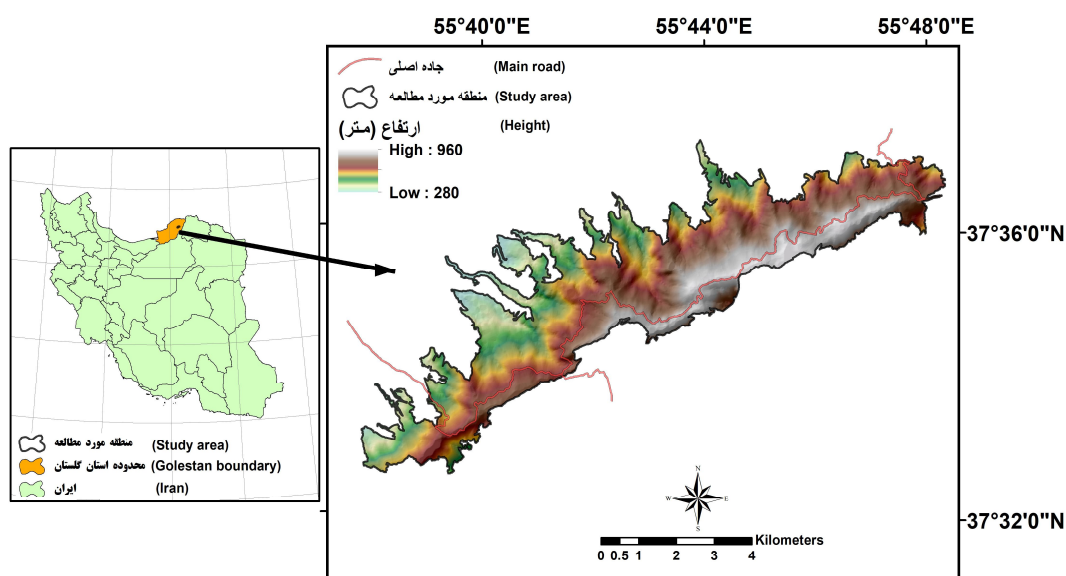 55°40'0"E 55°44'0"E 55°48'0"E
جاده اصلی (Main road)
منطقه مورد مطالعه (Study area)
ارتفاع (متر) (Height)
High : 960
Low : 280
37°36'0"N
37°32'0"N
منطقه مورد مطالعه (Study area)
محدوده استان گلستان (Golestan boundary)
ایران (Iran)
N
W E
S
Kilometers
0 0.5 1 2 3 4